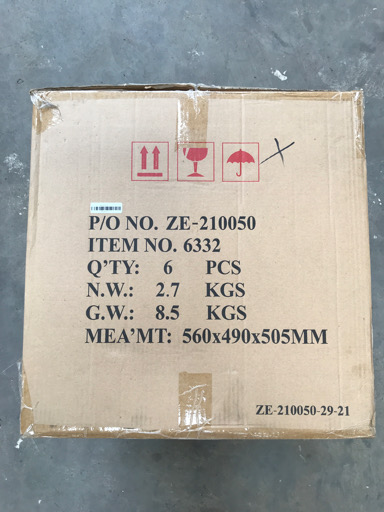 P/O NO. ZE-210050
ITEM NO. 6332
Q'TY: 6 PCS
N.W.: 2.7 KGS
G.W.: 8.5 KGS
MEA'MT: 560x490x505MM
ZE-210050-29-21